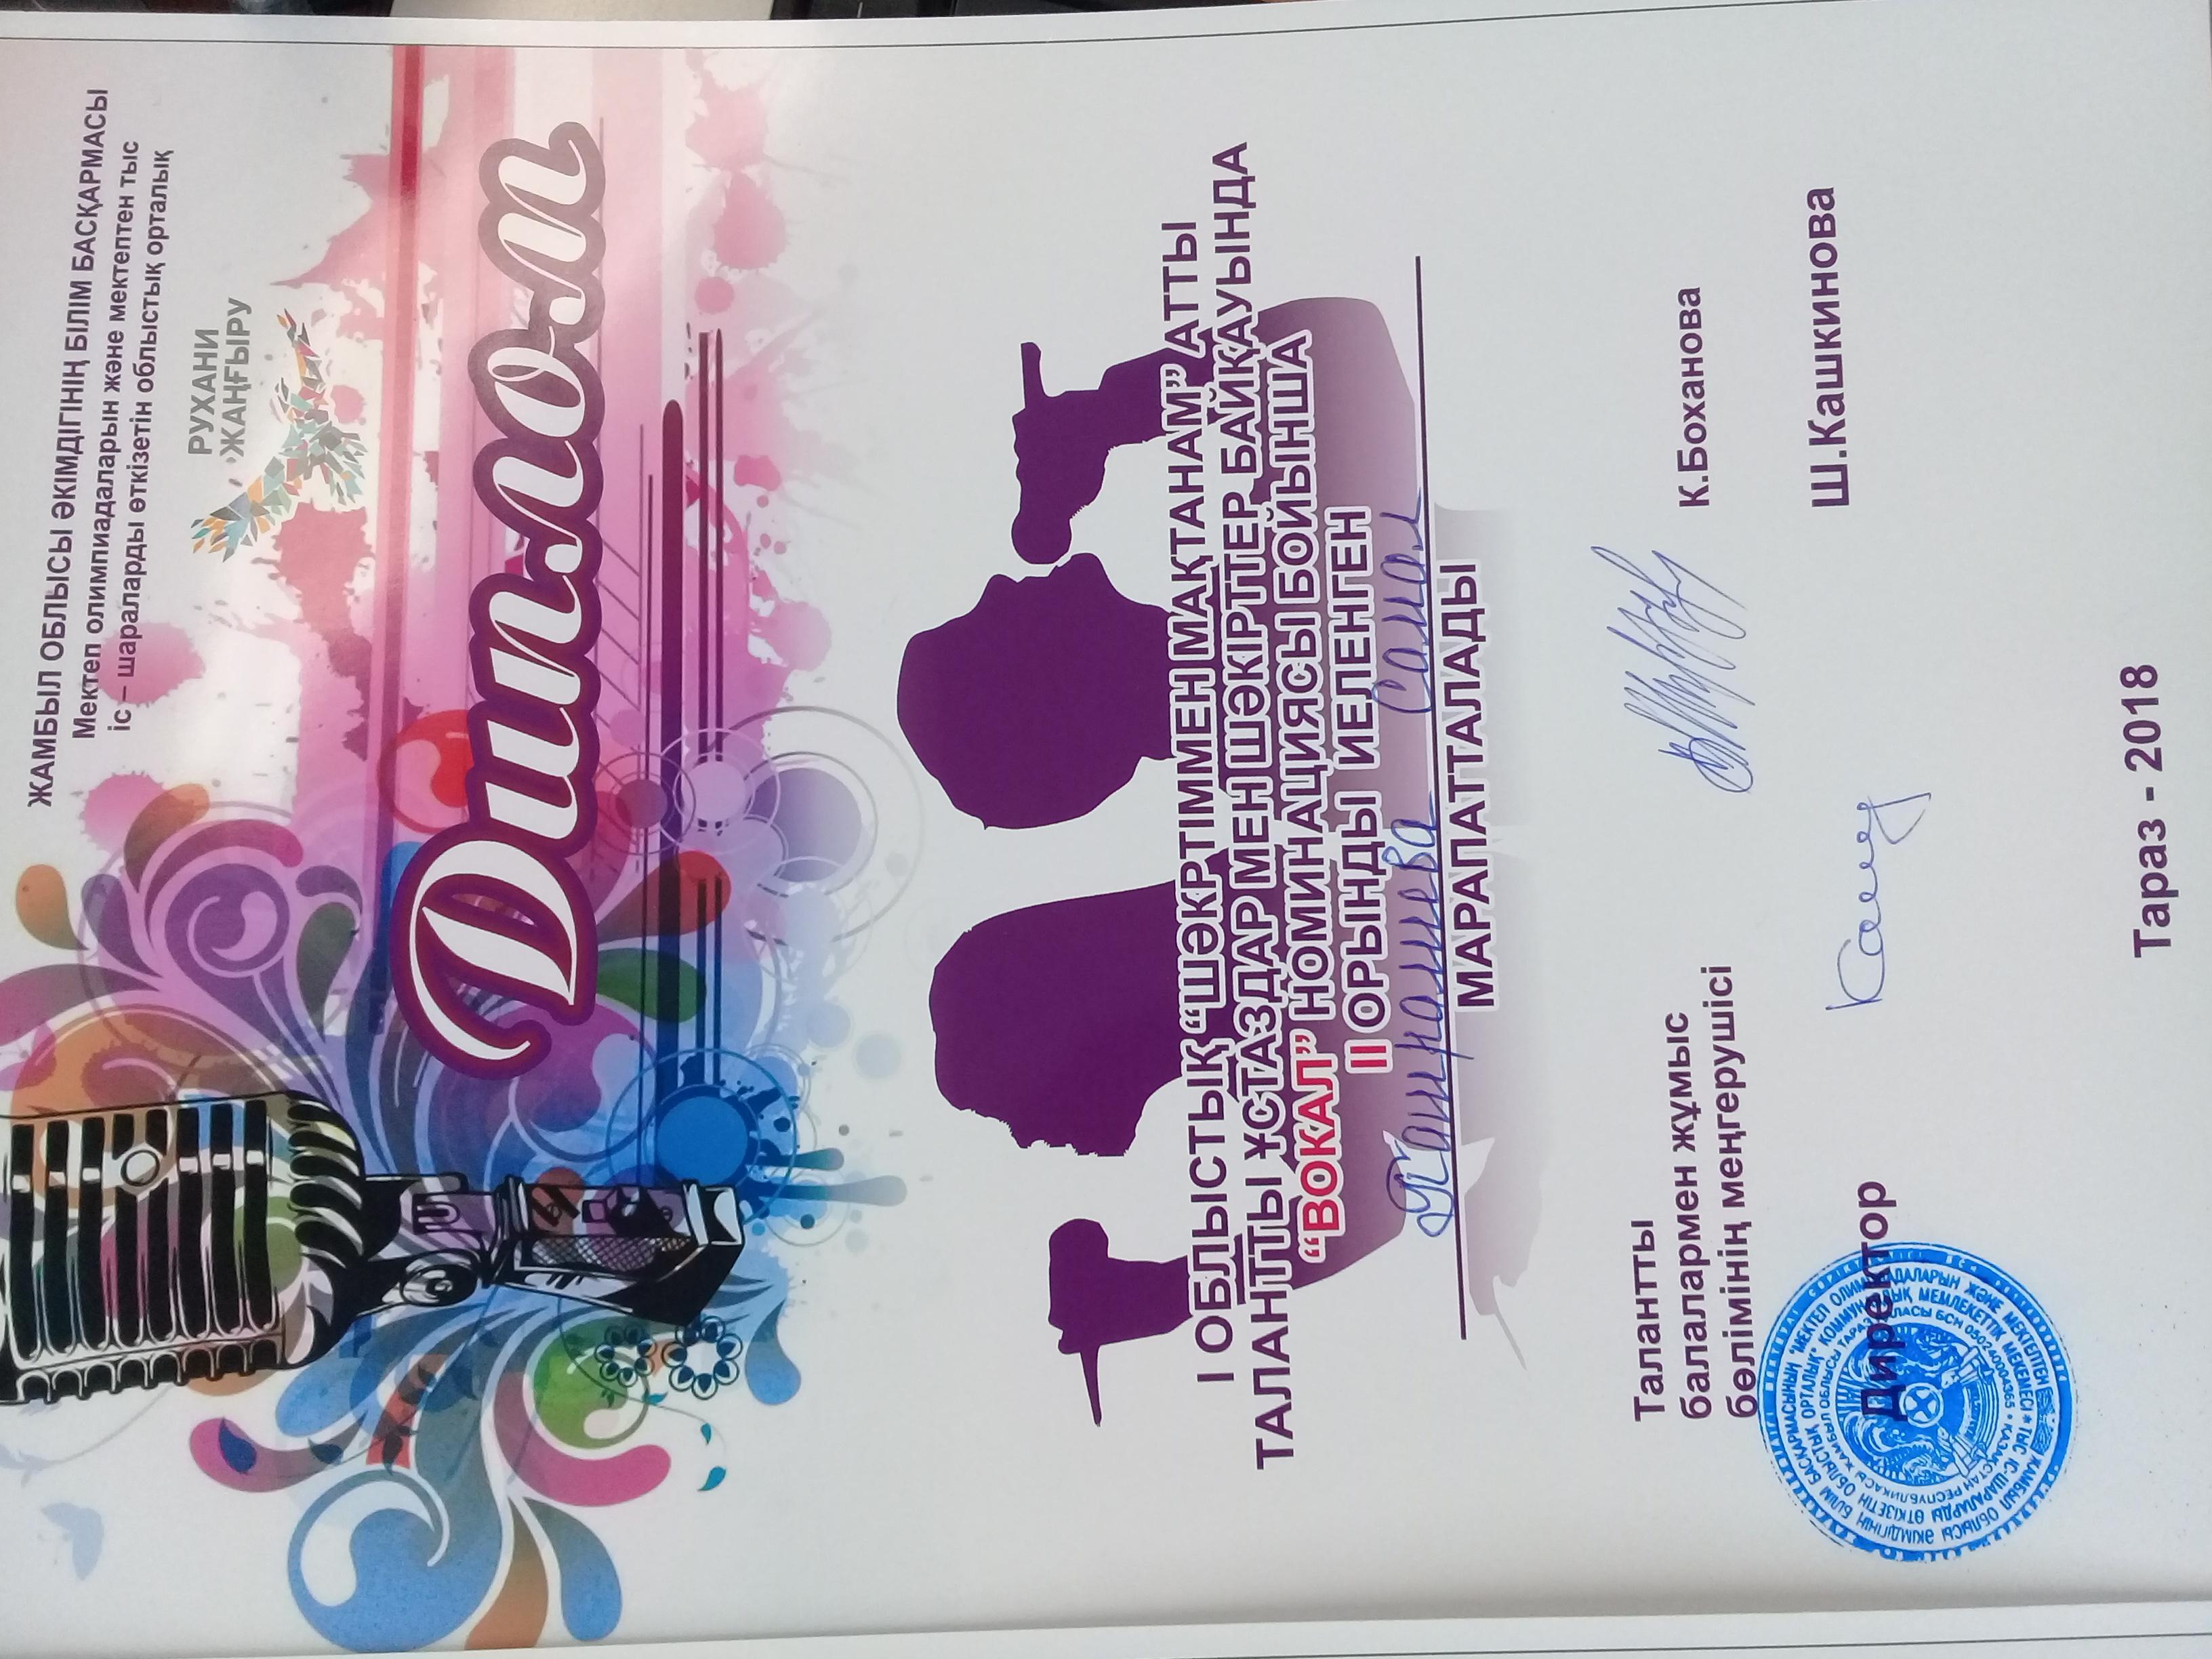 ЖАМБЫЛ ОБЛЫСЫ ӘКІМДІГІНІҢ БІЛІМ БАСҚАРМАСЫ
Мектеп олимпиадаларын және мектептен тыс
іс – шараларды өткізетін облыстық орталық
РУХАНИ
ЖАҢҒЫРУ
Диплом
І ОБЛЫСТЫҚ “ШӘКРТІММЕН МАҚТАНАМ” АТТЫ
ТАЛАНТТЫ ҰСТАЗДАР МЕН ШӘКІРТТЕР БАЙҚАУЫНДА
“ВОКАЛ” НОМИНАЦИЯСЫ БОЙЫНША
ІІ ОРЫНДЫ ИЕЛЕНГЕН
МАРАПАТТАЛАДЫ
Талантты
балалармен жұмыс
бөлімінің меңгерушісі К.Боханова
Директор Ш.Кашкинова
Тараз - 2018